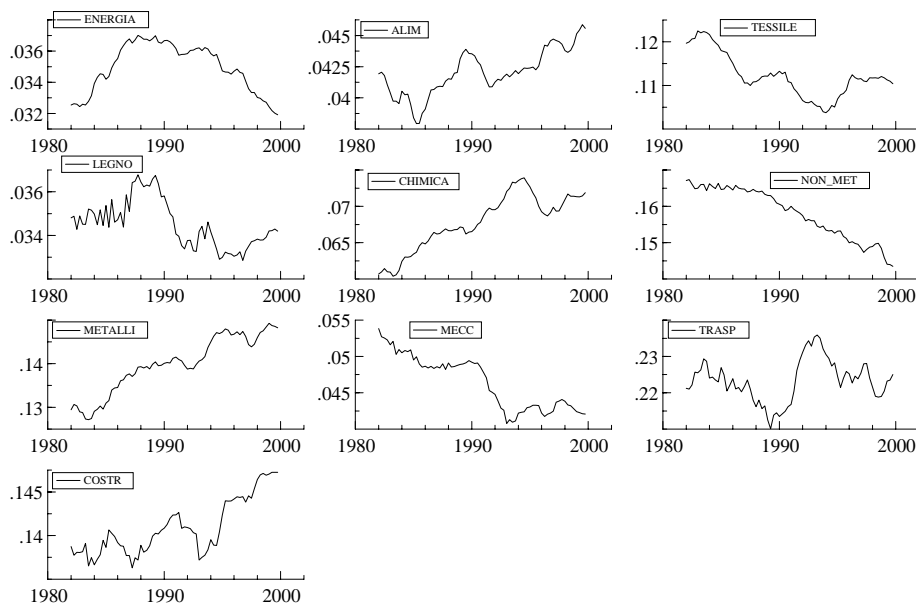 ENERGIA
.036
.034
.032
1980 1990 2000
ALIM
.045
.0425
.04
1980 1990 2000
TESSILE
.12
.11
1980 1990 2000
LEGNO
.036
.034
1980 1990 2000
CHIMICA
.07
.065
1980 1990 2000
NON_MET
.16
.15
1980 1990 2000
METALLI
.14
.13
1980 1990 2000
MECC
.055
.05
.045
1980 1990 2000
TRASP
.23
.22
1980 1990 2000
COSTR
.145
.14
1980 1990 2000